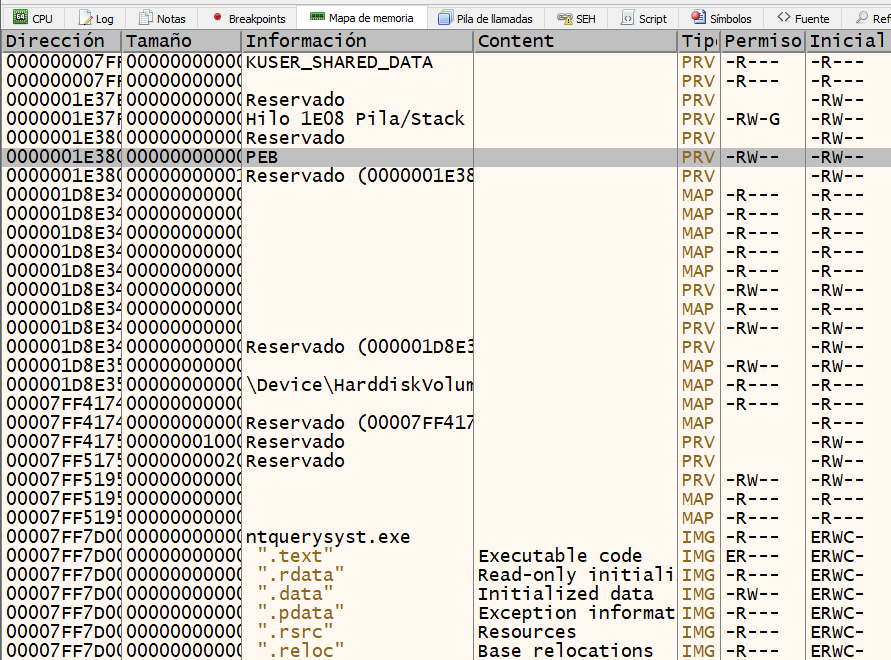 CPU Log Notas Breakpoints Mapa de memoria Pila de llamadas SEH Script Símbolos Fuente Ref
Dirección Tamaño Información Content Tipo Permiso Inicial
000000007FF 00000000000 KUSER_SHARED_DATA PRV -R--- -R---
000000007FF 00000000000 PRV -R--- -R---
0000001E37E 00000000000 Reservado PRV -RW--
0000001E37F 00000000000 Hilo 1E08 Pila/Stack PRV -RW-G -RW--
0000001E380 00000000000 Reservado PRV -RW--
0000001E380 00000000000 PEB PRV -RW-- -RW--
0000001E380 00000000001 Reservado (0000001E38 PRV -RW--
000001D8E34 00000000000 MAP -R--- -R---
000001D8E34 00000000000 MAP -R--- -R---
000001D8E34 00000000000 MAP -R--- -R---
000001D8E34 00000000000 MAP -R--- -R---
000001D8E34 00000000000 MAP -R--- -R---
000001D8E34 00000000000 PRV -RW-- -RW--
000001D8E34 00000000000 MAP -R--- -R---
000001D8E34 00000000000 PRV -RW-- -RW--
000001D8E34 00000000000 Reservado (000001D8E3 PRV -RW--
000001D8E35 00000000000 MAP -RW-- -RW--
000001D8E35 00000000000 \Device\HarddiskVolum MAP -R--- -R---
00007FF4174 00000000000 MAP -R--- -R---
00007FF4174 00000000000 Reservado (00007FF417 MAP -R---
00007FF4175 00000001000 Reservado PRV -RW--
00007FF5175 00000000020 Reservado PRV -RW--
00007FF5195 00000000000 PRV -RW-- -RW--
00007FF5195 00000000000 MAP -R--- -R---
00007FF5195 00000000000 MAP -R--- -R---
00007FF7D00 00000000000 ntquerysyst.exe IMG -R--- ERWC-
00007FF7D00 00000000000 ".text" Executable code IMG ER--- ERWC-
00007FF7D00 00000000000 ".rdata" Read-only initiali IMG -R--- ERWC-
00007FF7D00 00000000000 ".data" Initialized data IMG -RW-- ERWC-
00007FF7D00 00000000000 ".pdata" Exception informat IMG -R--- ERWC-
00007FF7D00 00000000000 ".rsrc" Resources IMG -R--- ERWC-
00007FF7D00 00000000000 ".reloc" Base relocations IMG -R--- ERWC-